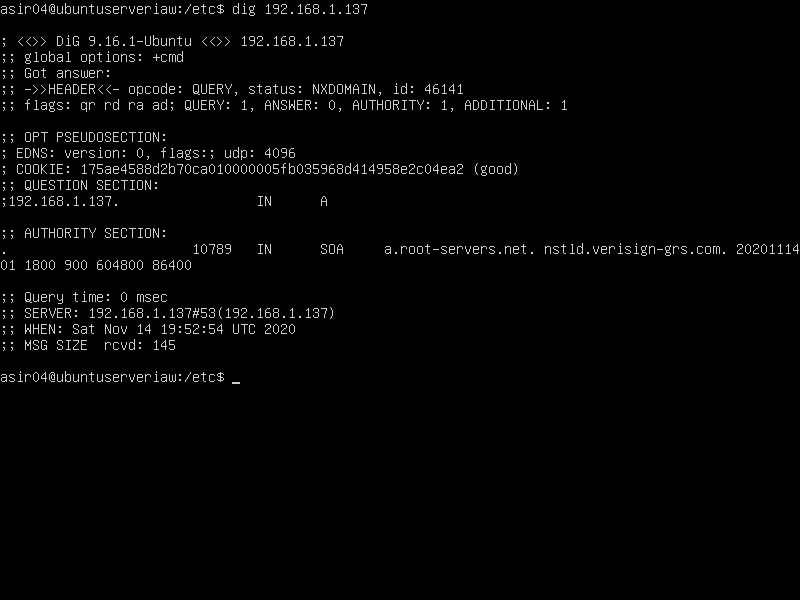 asir04@ubuntuserveriaw:/etc$ dig 192.168.1.137

; <<>> DiG 9.16.1-Ubuntu <<>> 192.168.1.137
;; global options: +cmd
;; Got answer:
;; ->>HEADER<<- opcode: QUERY, status: NXDOMAIN, id: 46141
;; flags: qr rd ra ad; QUERY: 1, ANSWER: 0, AUTHORITY: 1, ADDITIONAL: 1

;; OPT PSEUDOSECTION:
; EDNS: version: 0, flags:; udp: 4096
; COOKIE: 175ae4588d2b70ca010000005fb035968d414958e2c04ea2 (good)
;; QUESTION SECTION:
;192.168.1.137.                 IN      A

;; AUTHORITY SECTION:
.                       10789   IN      SOA     a.root-servers.net. nstld.verisign-grs.com. 20201114
01 1800 900 604800 86400

;; Query time: 0 msec
;; SERVER: 192.168.1.137#53(192.168.1.137)
;; WHEN: Sat Nov 14 19:52:54 UTC 2020
;; MSG SIZE  rcvd: 145

asir04@ubuntuserveriaw:/etc$ _